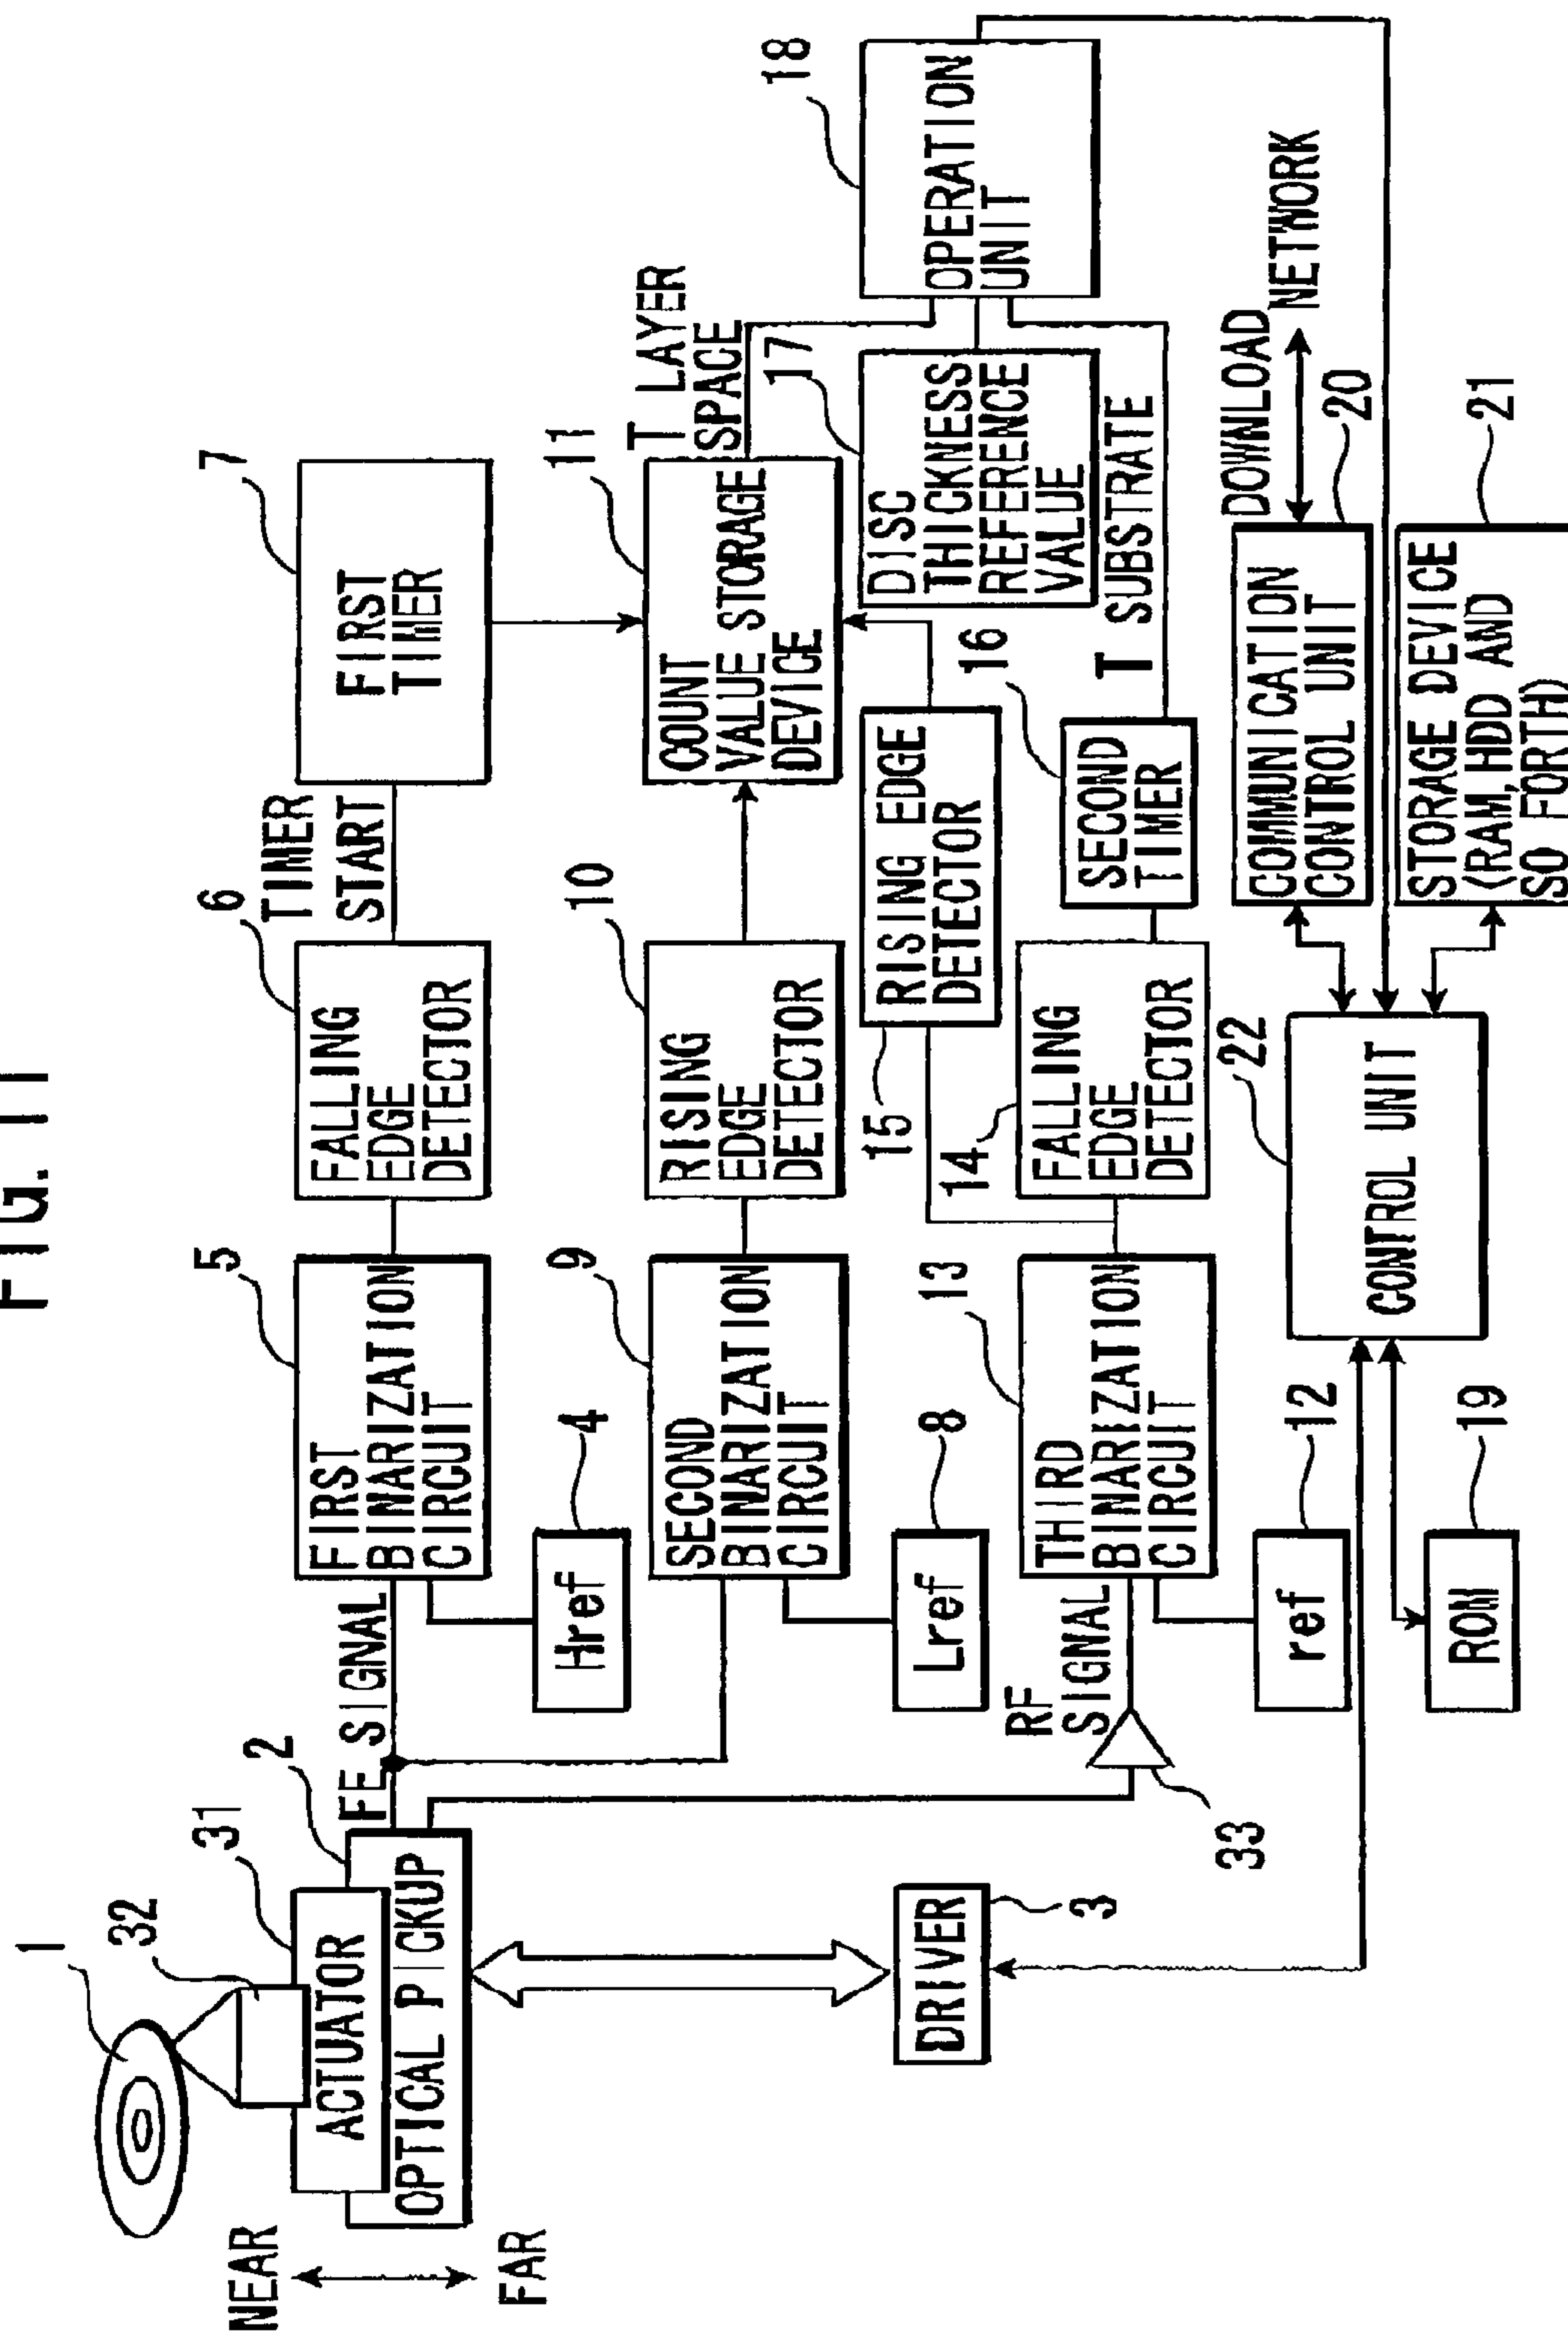 FIG. 11
1
32
31
2
NEAR
FAR
ACTUATOR
OPTICAL PICKUP
FE SIGNAL
5
FIRST
BINARIZATION
CIRCUIT
4
Href
6
FALLING
EDGE
DETECTOR
TIMER
START
7
FIRST
TIMER
9
SECOND
BINARIZATION
CIRCUIT
8
Lref
10
RISING
EDGE
DETECTOR
11
COUNT
VALUE STORAGE
DEVICE
T LAYER
SPACE
17
DISC
THICKNESS
REFERENCE
VALUE
18
OPERATION
UNIT
15
RISING EDGE
DETECTOR
33
RF
SIGNAL
13
THIRD
BINARIZATION
CIRCUIT
12
ref
14
FALLING
EDGE
DETECTOR
16
SECOND
TIMER
T SUBSTRATE
DRIVER
3
19
ROM
22
CONTROL UNIT
COMMUNICATION
CONTROL UNIT
20
DOWNLOAD
NETWORK
21
STORAGE DEVICE
(RAM,HDD AND
SO FORTH)